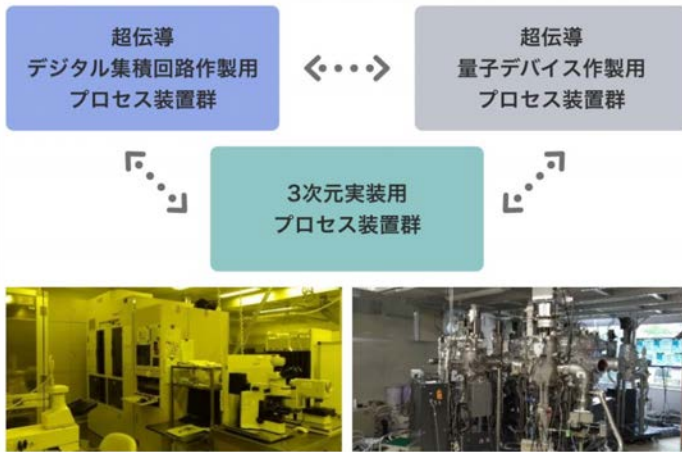 超伝導
デジタル集積回路作製用
プロセス装置群
超伝導
量子デバイス作製用
プロセス装置群
3次元実装用
プロセス装置群